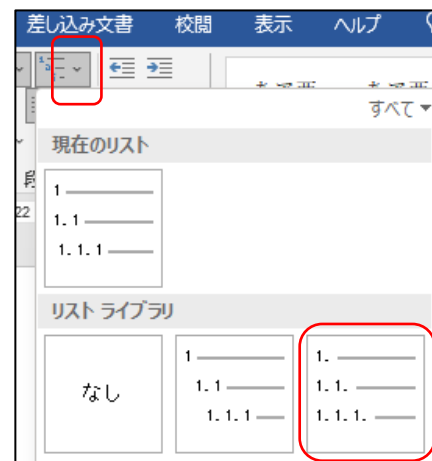 差し込み文書 校閲 表示 ヘルプ
すべて
現在のリスト
段
22
1
1.1
1.1.1
リスト ライブラリ
なし
1
1.1
1.1.1
1.
1.1.
1.1.1.